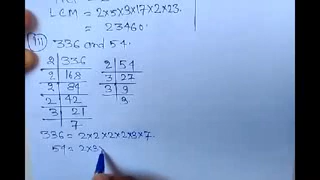 LCM = 2×5×9×17×2×23.
= 23460.
(iii) 336 and 54.
2 | 336
2 | 168
2 | 84
2 | 42
3 | 21
7
2 | 54
3 | 27
3 | 9
3
336 = 2×2×2×2×3×7
54 = 2×3